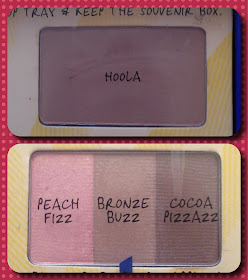 P TRAY & KEEP THE SOUVENIR BOX.
HOOLA
PEACH FIZZ
BRONZE BUZZ
COCOA PIZZAZZ